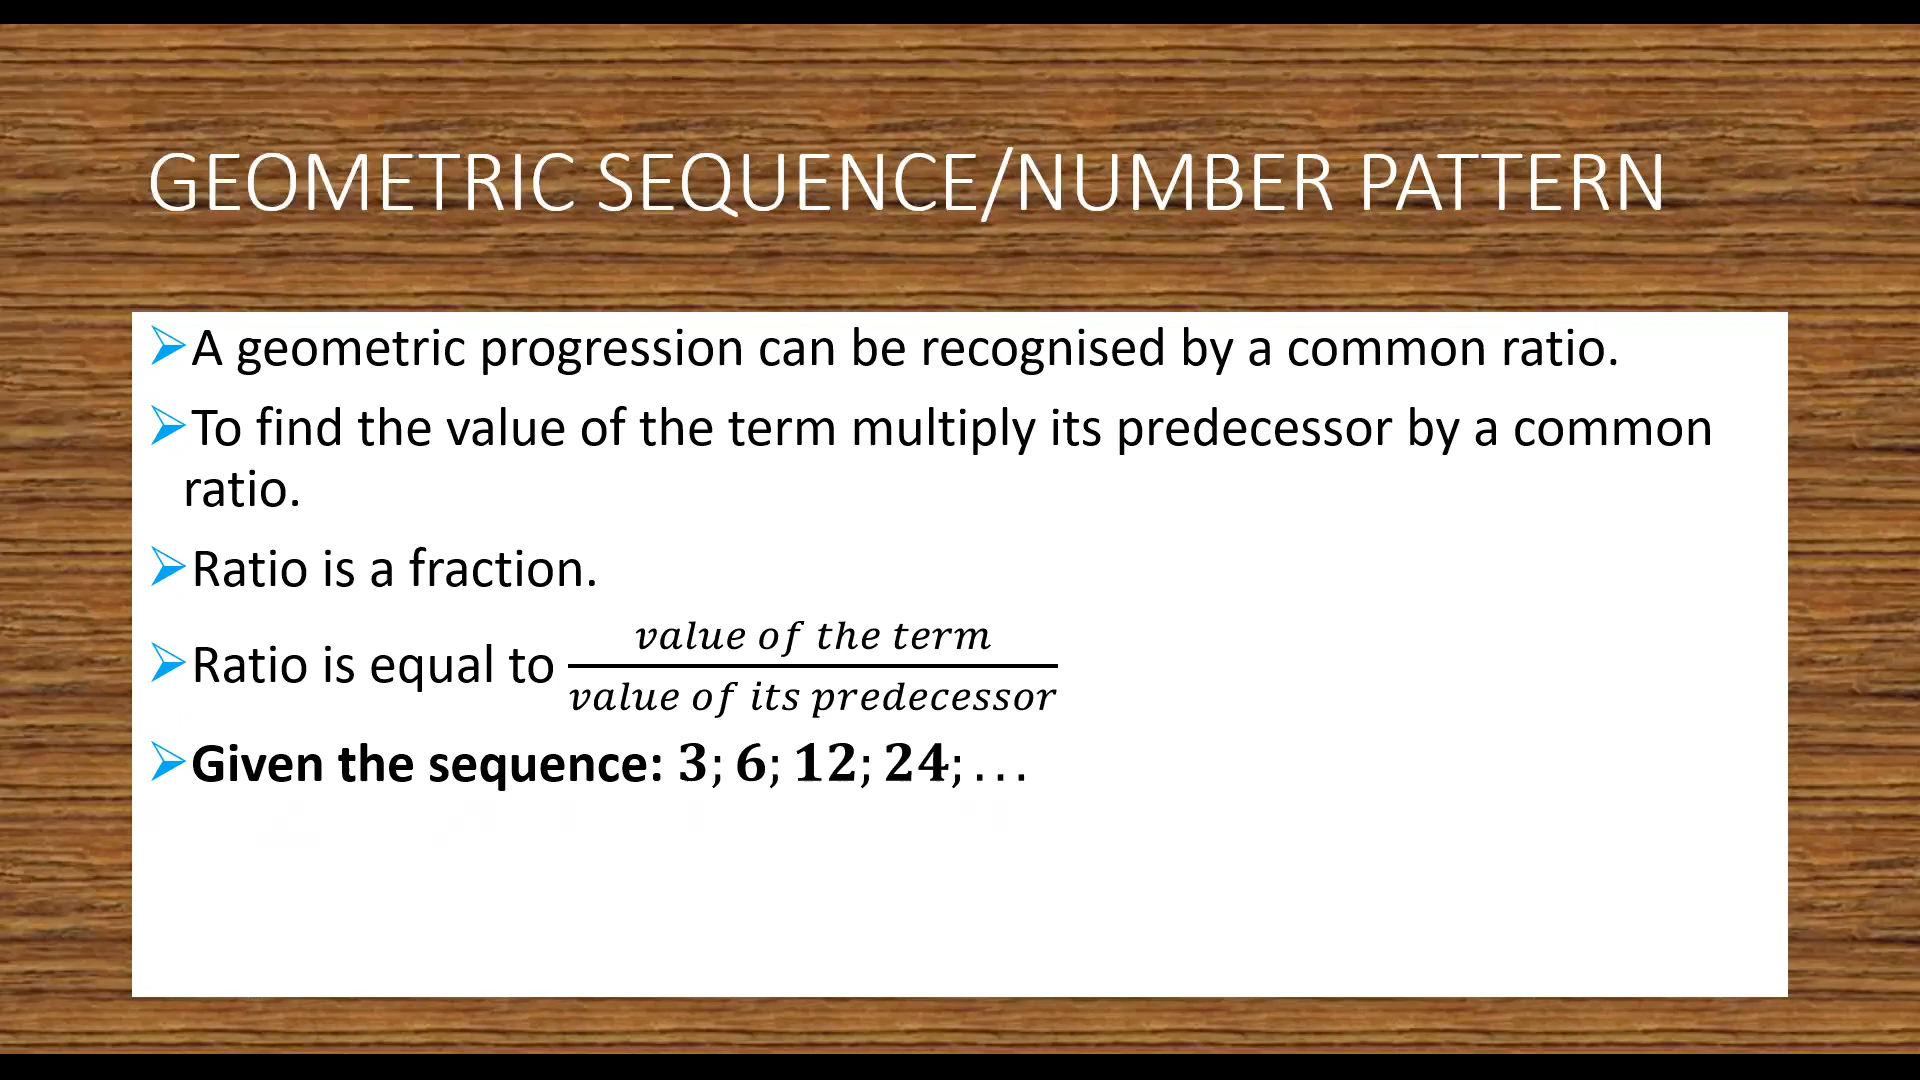 GEOMETRIC SEQUENCE/NUMBER PATTERN
➢A geometric progression can be recognised by a common ratio.
➢To find the value of the term multiply its predecessor by a common
ratio.
➢Ratio is a fraction.
➢Ratio is equal to value of the term / value of its predecessor
➢Given the sequence: 3; 6; 12; 24; . . .